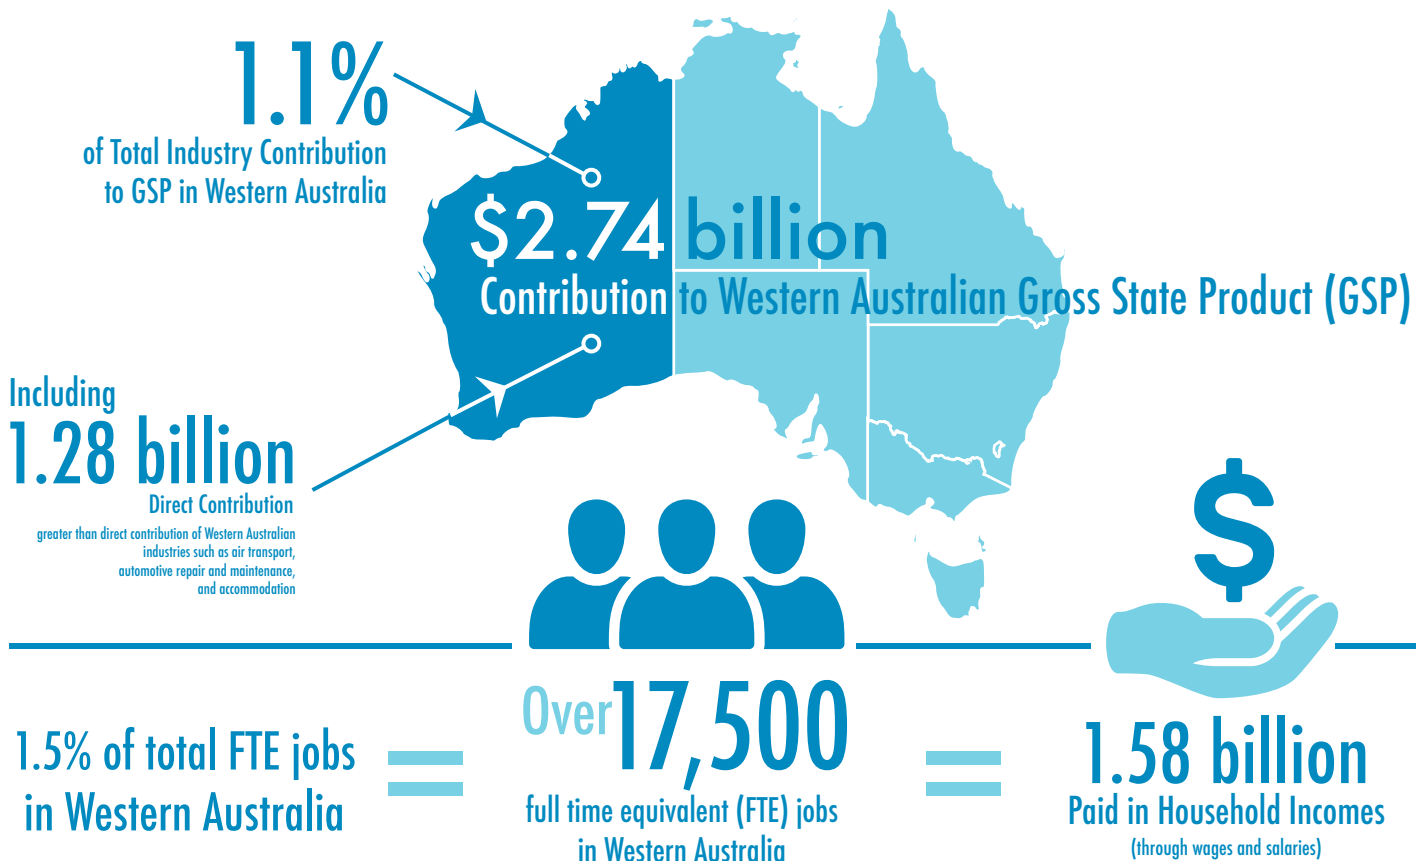 1.1%
of Total Industry Contribution
to GSP in Western Australia
$2.74 billion
Contribution to Western Australian Gross State Product (GSP)
Including
1.28 billion
Direct Contribution
greater than direct contribution of Western Australian
industries such as air transport,
automotive repair and maintenance,
and accommodation
$
1.5% of total FTE jobs
in Western Australia
=
Over 17,500
full time equivalent (FTE) jobs
in Western Australia
=
1.58 billion
Paid in Household Incomes
(through wages and salaries)